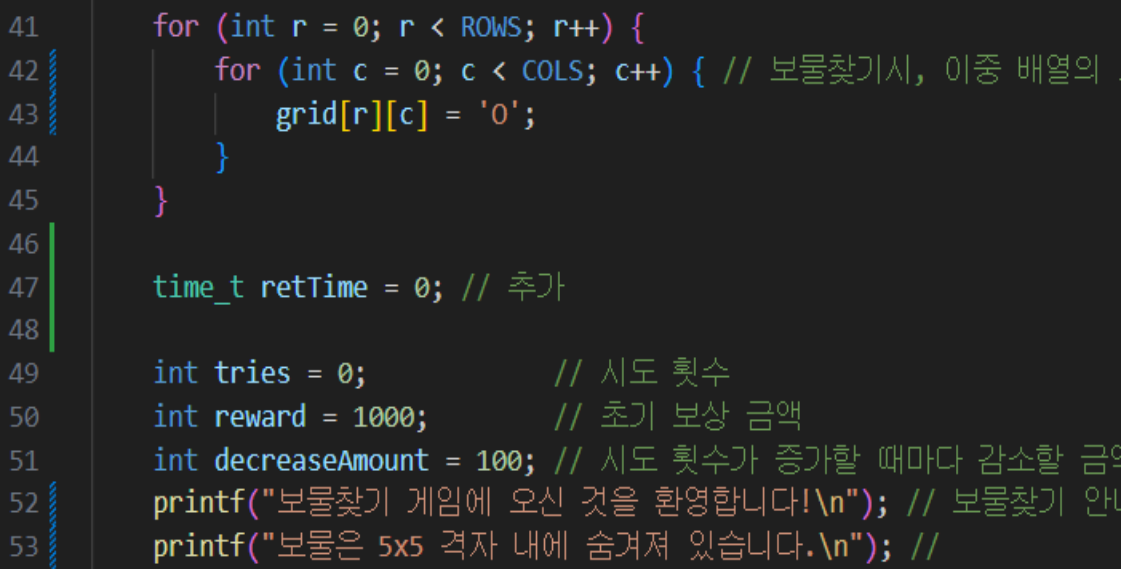 41 for (int r = 0; r < ROWS; r++) {
42 for (int c = 0; c < COLS; c++) { // 보물찾기시, 이중 배열의
43 grid[r][c] = 'O';
44 }
45 }
46
47 time_t retTime = 0; // 추가
48
49 int tries = 0; // 시도 횟수
50 int reward = 1000; // 초기 보상 금액
51 int decreaseAmount = 100; // 시도 횟수가 증가할 때마다 감소할
52 printf("보물찾기 게임에 오신 것을 환영합니다!\n"); // 보물찾기
53 printf("보물은 5x5 격자 내에 숨겨져 있습니다.\n"); //